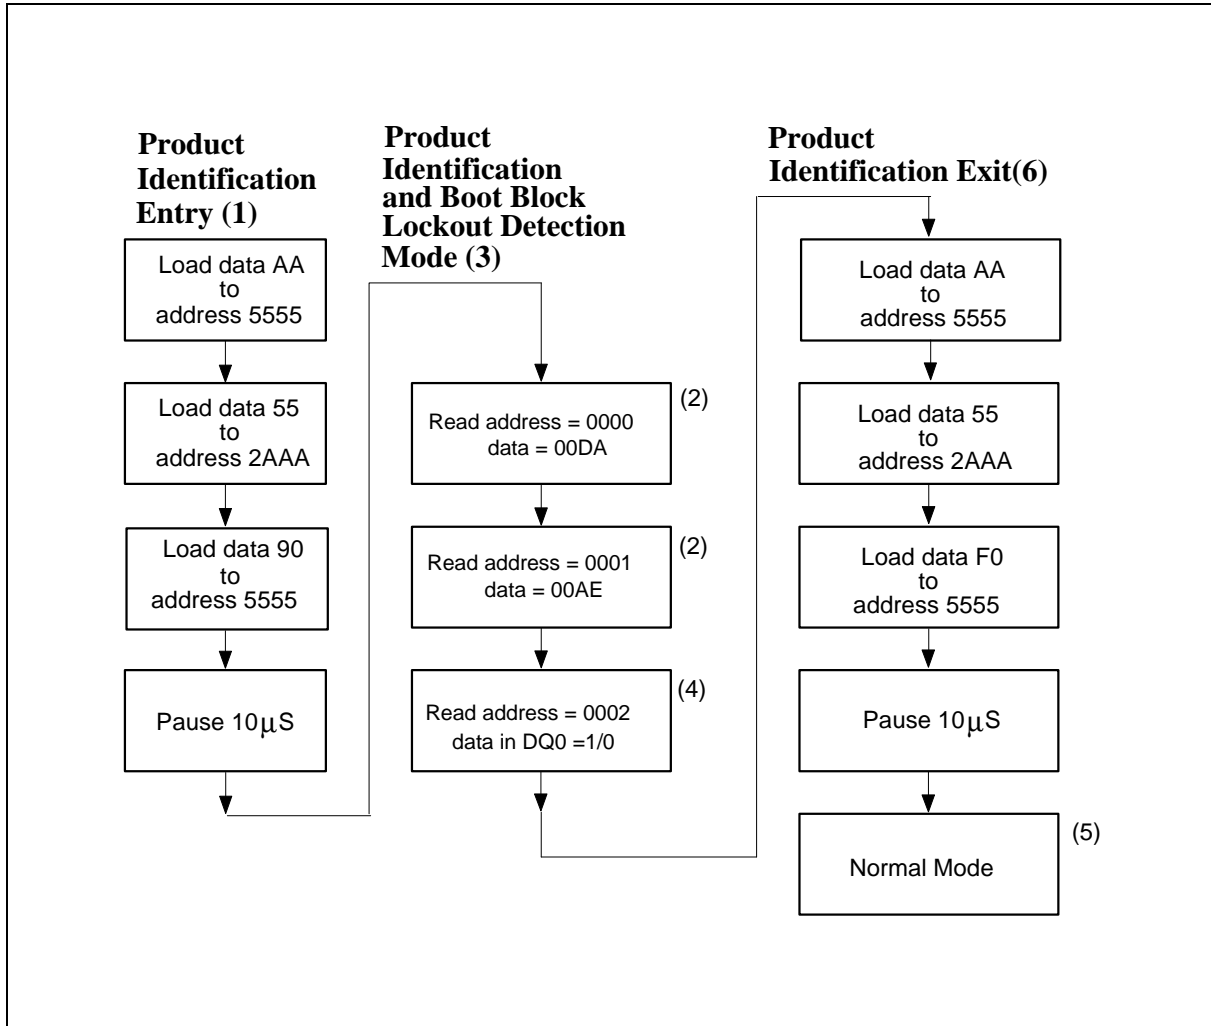 Product
Identification
Entry (1)
Load data AA
to
address 5555
Load data 55
to
address 2AAA
Load data 90
to
address 5555
Pause 10μS
Product
Identification
and Boot Block
Lockout Detection
Mode (3)
Read address = 0000
data = 00DA
(2)
Read address = 0001
data = 00AE
(2)
Read address = 0002
data in DQ0 =1/0
(4)
Product
Identification Exit(6)
Load data AA
to
address 5555
Load data 55
to
address 2AAA
Load data F0
to
address 5555
Pause 10μS
Normal Mode
(5)